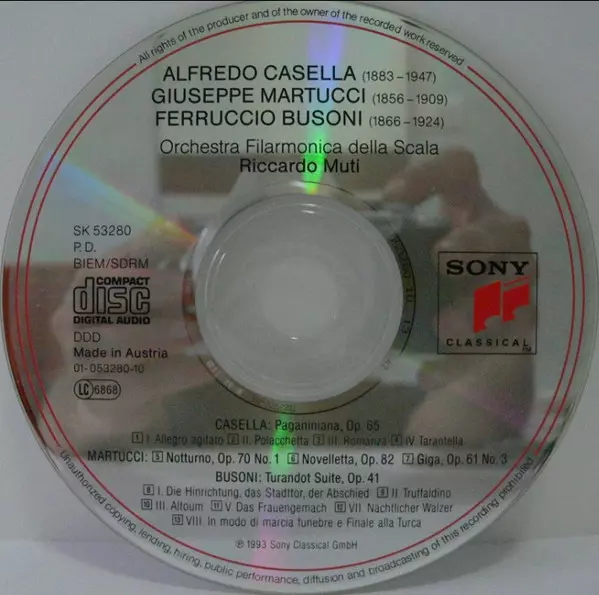 All rights of the producer and of the owner of the recorded work reserved
ALFREDO CASELLA (1883–1947)
GIUSEPPE MARTUCCI (1856–1909)
FERRUCCIO BUSONI (1866–1924)
Orchestra Filarmonica della Scala
Riccardo Muti
SK 53280
P.D.
BIEM/SDRM
COMPACT
disc
DIGITAL AUDIO
DDD
Made in Austria
01-053280-10
LC 6868
SONY
CLASSICAL
CASELLA: Paganiniana, Op. 65
1 I. Allegro agitato 2 II. Polacchetta 3 III. Romanza 4 IV Tarantella
MARTUCCI: 5 Notturno, Op. 70 No. 1 6 Novelletta, Op. 82 7 Giga, Op. 61 No. 3
BUSONI: Turandot Suite, Op. 41
8 I. Die Hinrichtung, das Stadttor, der Abschied 9 II. Truffaldino
10 III. Altoum 11 V. Das Frauengemach 12 VII. Nächtlicher Walzer
13 VIII. In modo di marcia funebre e Finale alla Turca
℗ 1993 Sony Classical GmbH
Unauthorized copying, lending, hiring, public performance, diffusion and broadcasting of this recording prohibited